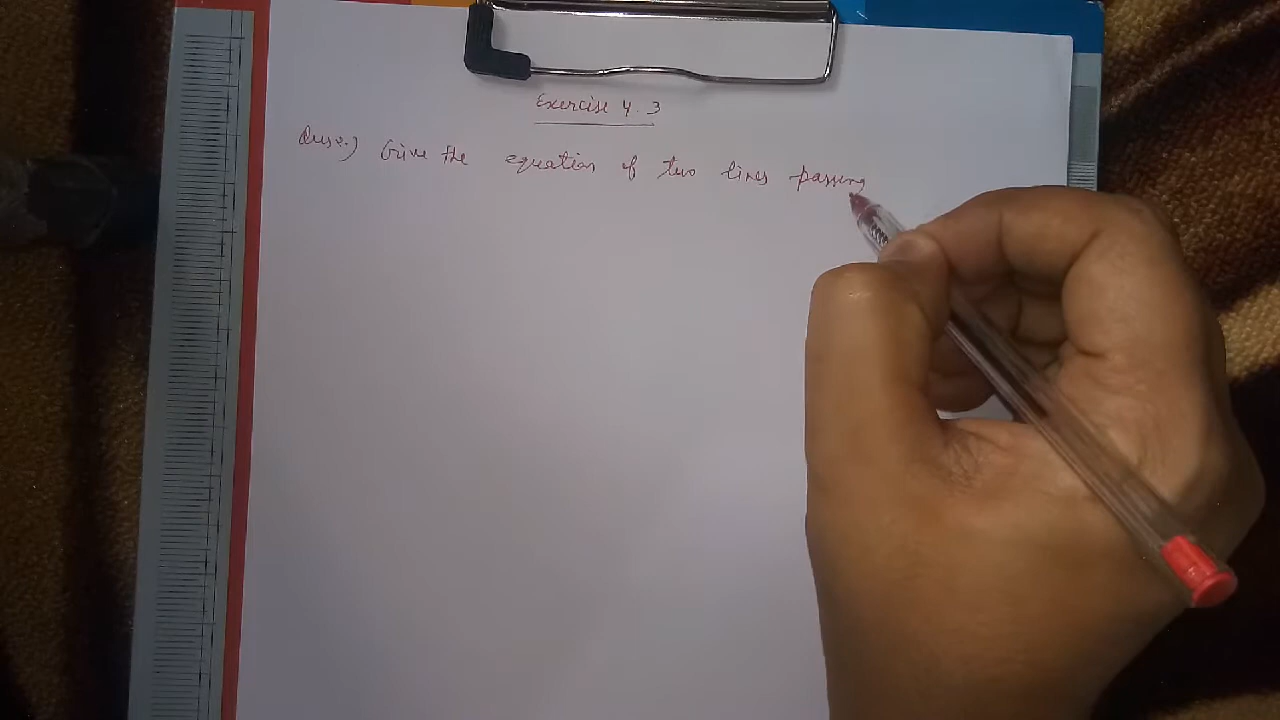 Exercise 4.3
Ques:) Give the equation of two lines passing